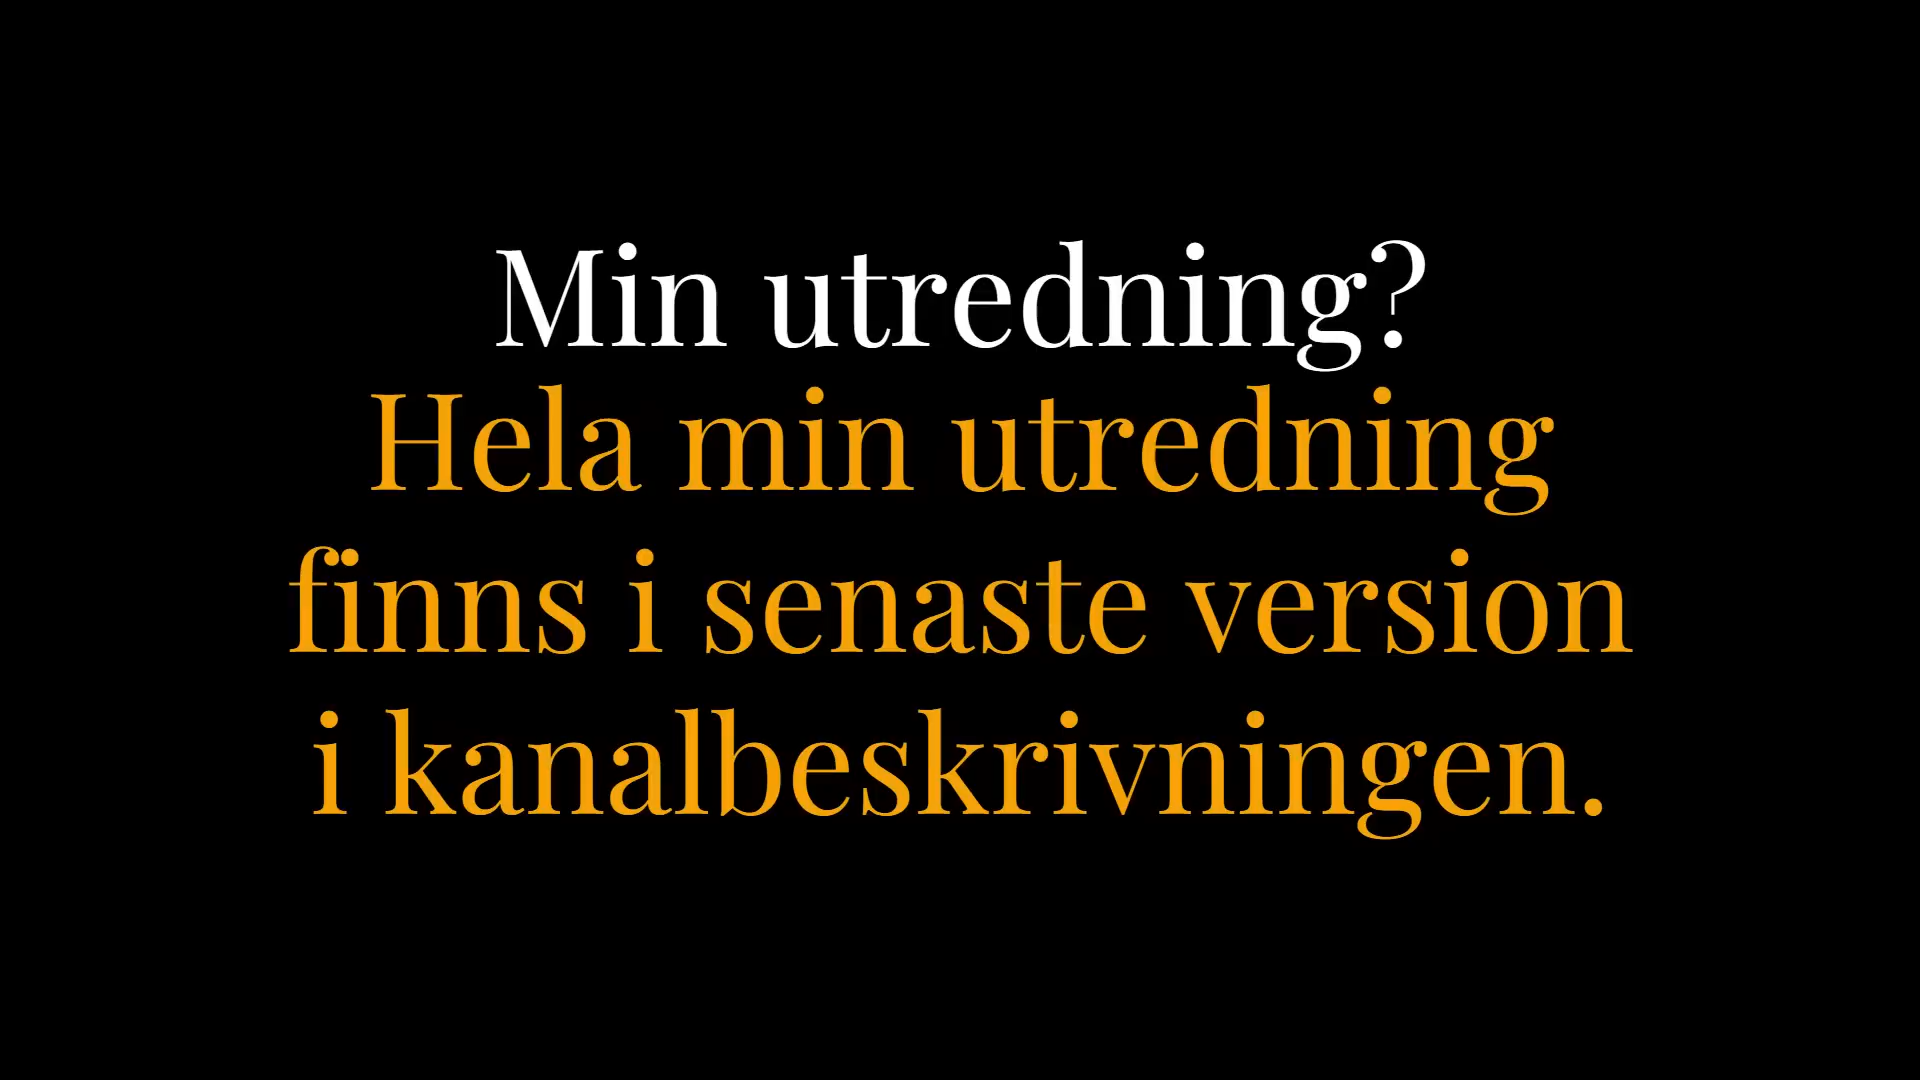 Min utredning?
Hela min utredning
finns i senaste version
i kanalbeskrivningen.